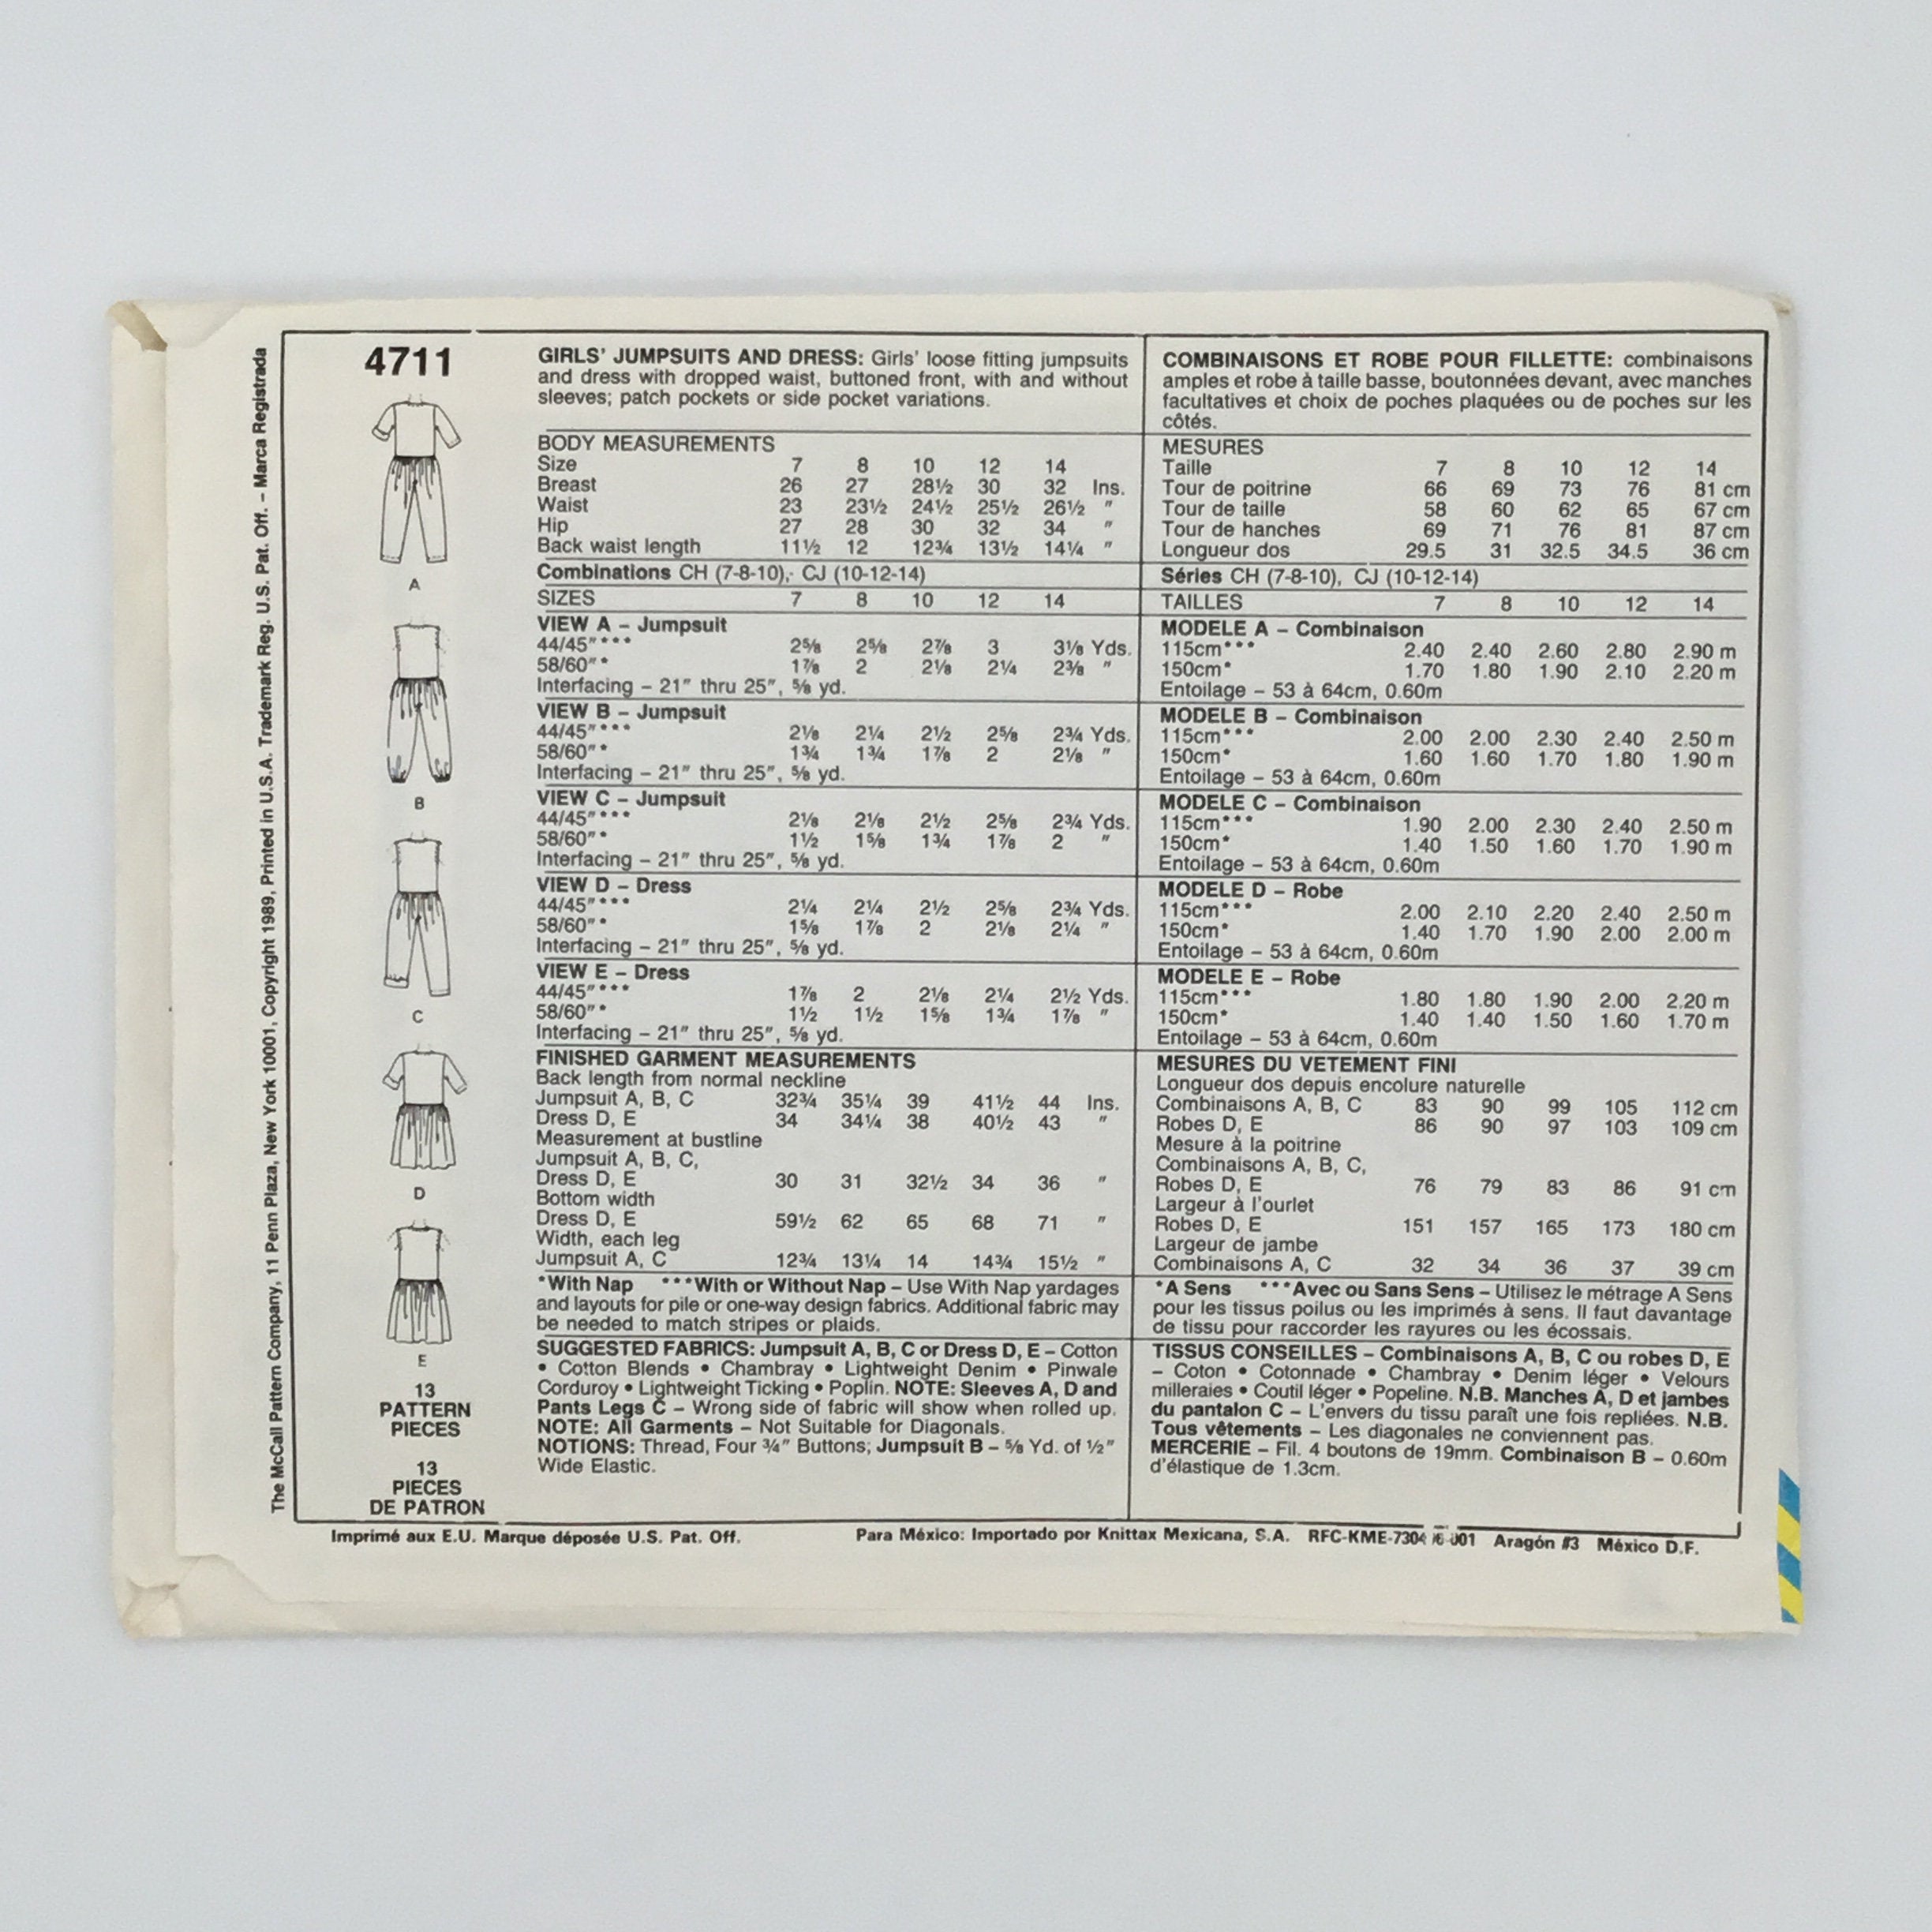 The McCall Pattern Company, 11 Penn Plaza, New York 10001, Copyright 1989, Printed in U.S.A. Trademark Reg. U.S. Pat. Off. – Marca Registrada
4711
A
B
C
D
E
13
PATTERN
PIECES
13
PIECES
DE PATRON
GIRLS' JUMPSUITS AND DRESS: Girls' loose fitting jumpsuits
and dress with dropped waist, buttoned front, with and without
sleeves; patch pockets or side pocket variations.
BODY MEASUREMENTS
Size 7 8 10 12 14
Breast 26 27 28½ 30 32 Ins.
Waist 23 23½ 24½ 25½ 26½ "
Hip 27 28 30 32 34 "
Back waist length 11½ 12 12¾ 13½ 14¼ "
Combinations CH (7-8-10), CJ (10-12-14)
SIZES 7 8 10 12 14
VIEW A – Jumpsuit
44/45"*** 2⅝ 2⅝ 2⅞ 3 3⅛ Yds.
58/60"* 1⅞ 2 2⅛ 2¼ 2⅜ "
Interfacing – 21" thru 25", ⅝ yd.
VIEW B – Jumpsuit
44/45"*** 2⅛ 2¼ 2½ 2⅝ 2¾ Yds.
58/60"* 1¾ 1¾ 1⅞ 2 2⅛ "
Interfacing – 21" thru 25", ⅝ yd.
VIEW C – Jumpsuit
44/45"*** 2⅛ 2⅛ 2½ 2⅝ 2¾ Yds.
58/60"* 1½ 1⅝ 1¾ 1⅞ 2 "
Interfacing – 21" thru 25", ⅝ yd.
VIEW D – Dress
44/45"*** 2¼ 2¼ 2½ 2⅝ 2¾ Yds.
58/60"* 1⅝ 1⅞ 2 2⅛ 2¼ "
Interfacing – 21" thru 25", ⅝ yd.
VIEW E – Dress
44/45"*** 1⅞ 2 2⅛ 2¼ 2½ Yds.
58/60"* 1½ 1½ 1⅝ 1¾ 1⅞ "
Interfacing – 21" thru 25", ⅝ yd.
FINISHED GARMENT MEASUREMENTS
Back length from normal neckline
Jumpsuit A, B, C 32¾ 35¼ 39 41½ 44 Ins.
Dress D, E 34 34¼ 38 40½ 43 "
Measurement at bustline
Jumpsuit A, B, C,
Dress D, E 30 31 32½ 34 36 "
Bottom width
Dress D, E 59½ 62 65 68 71 "
Width, each leg
Jumpsuit A, C 12¾ 13¼ 14 14¾ 15½ "
*With Nap ***With or Without Nap – Use With Nap yardages
and layouts for pile or one-way design fabrics. Additional fabric may
be needed to match stripes or plaids.
SUGGESTED FABRICS: Jumpsuit A, B, C or Dress D, E – Cotton
• Cotton Blends • Chambray • Lightweight Denim • Pinwale
Corduroy • Lightweight Ticking • Poplin. NOTE: Sleeves A, D and
Pants Legs C – Wrong side of fabric will show when rolled up.
NOTE: All Garments – Not Suitable for Diagonals.
NOTIONS: Thread, Four ¾" Buttons; Jumpsuit B – ⅝ Yd. of ½"
Wide Elastic.
COMBINAISONS ET ROBE POUR FILLETTE: combinaisons
amples et robe à taille basse, boutonnées devant, avec manches
facultatives et choix de poches plaquées ou de poches sur les
côtés.
MESURES
Taille 7 8 10 12 14
Tour de poitrine 66 69 73 76 81 cm
Tour de taille 58 60 62 65 67 cm
Tour de hanches 69 71 76 81 87 cm
Longueur dos 29.5 31 32.5 34.5 36 cm
Séries CH (7-8-10), CJ (10-12-14)
TAILLES 7 8 10 12 14
MODELE A – Combinaison
115cm*** 2.40 2.40 2.60 2.80 2.90 m
150cm* 1.70 1.80 1.90 2.10 2.20 m
Entoilage – 53 à 64cm, 0.60m
MODELE B – Combinaison
115cm*** 2.00 2.00 2.30 2.40 2.50 m
150cm* 1.60 1.60 1.70 1.80 1.90 m
Entoilage – 53 à 64cm, 0.60m
MODELE C – Combinaison
115cm*** 1.90 2.00 2.30 2.40 2.50 m
150cm* 1.40 1.50 1.60 1.70 1.90 m
Entoilage – 53 à 64cm, 0.60m
MODELE D – Robe
115cm*** 2.00 2.10 2.20 2.40 2.50 m
150cm* 1.40 1.70 1.90 2.00 2.00 m
Entoilage – 53 à 64cm, 0.60m
MODELE E – Robe
115cm*** 1.80 1.80 1.90 2.00 2.20 m
150cm* 1.40 1.40 1.50 1.60 1.70 m
Entoilage – 53 à 64cm, 0.60m
MESURES DU VETEMENT FINI
Longueur dos depuis encolure naturelle
Combinaisons A, B, C 83 90 99 105 112 cm
Robes D, E 86 90 97 103 109 cm
Mesure à la poitrine
Combinaisons A, B, C,
Robes D, E 76 79 83 86 91 cm
Largeur à l'ourlet
Robes D, E 151 157 165 173 180 cm
Largeur de jambe
Combinaisons A, C 32 34 36 37 39 cm
*A Sens ***Avec ou Sans Sens – Utilisez le métrage A Sens
pour les tissus poilus ou les imprimés à sens. Il faut davantage
de tissu pour raccorder les rayures ou les écossais.
TISSUS CONSEILLES – Combinaisons A, B, C ou robes D, E
– Coton • Cotonnade • Chambray • Denim léger • Velours
milleraies • Coutil léger • Popeline. N.B. Manches A, D et jambes
du pantalon C – L'envers du tissu paraît une fois repliées. N.B.
Tous vêtements – Les diagonales ne conviennent pas.
MERCERIE – Fil. 4 boutons de 19mm. Combinaison B – 0.60m
d'élastique de 1.3cm.
Imprimé aux E.U. Marque déposée U.S. Pat. Off.
Para México: Importado por Knittax Mexicana, S.A. Aragón #3 México D.F.